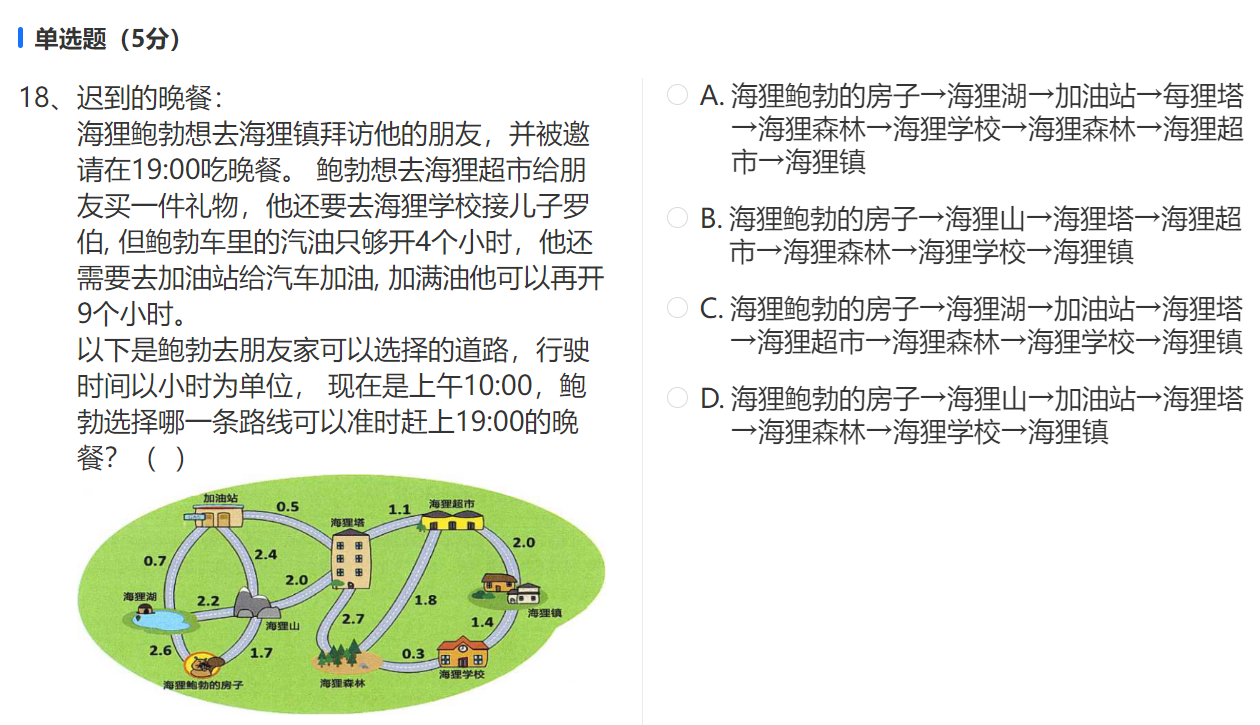 单选题（5分）
18、迟到的晚餐：
海狸鲍勃想去海狸镇拜访他的朋友，并被邀
请在19:00吃晚餐。 鲍勃想去海狸超市给朋
友买一件礼物，他还要去海狸学校接儿子罗
伯, 但鲍勃车里的汽油只够开4个小时，他还
需要去加油站给汽车加油, 加满油他可以再开
9个小时。
以下是鲍勃去朋友家可以选择的道路，行驶
时间以小时为单位， 现在是上午10:00，鲍
勃选择哪一条路线可以准时赶上19:00的晚
餐？（ ）
加油站
0.5
海狸塔
1.1
海狸超市
2.0
0.7
2.4
2.0
海狸湖
2.2
海狸山
1.8
海狸镇
2.7
1.4
2.6
1.7
0.3
海狸鲍勃的房子
海狸森林
海狸学校
A. 海狸鲍勃的房子→海狸湖→加油站→每狸塔
→海狸森林→海狸学校→海狸森林→海狸超
市→海狸镇
B. 海狸鲍勃的房子→海狸山→海狸塔→海狸超
市→海狸森林→海狸学校→海狸镇
C. 海狸鲍勃的房子→海狸湖→加油站→海狸塔
→海狸超市→海狸森林→海狸学校→海狸镇
D. 海狸鲍勃的房子→海狸山→加油站→海狸塔
→海狸森林→海狸学校→海狸镇